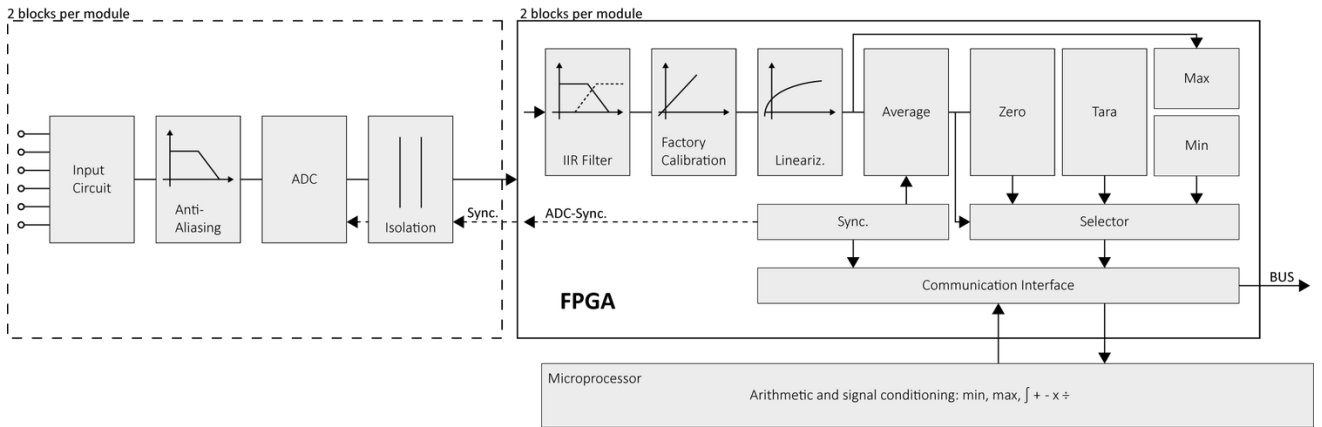 2 blocks per module
2 blocks per module
Input
Circuit
Anti-
Aliasing
ADC
Isolation
Sync.
ADC-Sync.
IIR Filter
Factory
Calibration
Lineariz.
Average
Zero
Tara
Max
Min
Sync.
Selector
Communication Interface
BUS
FPGA
Microprocessor
Arithmetic and signal conditioning: min, max, ∫ + - x ÷